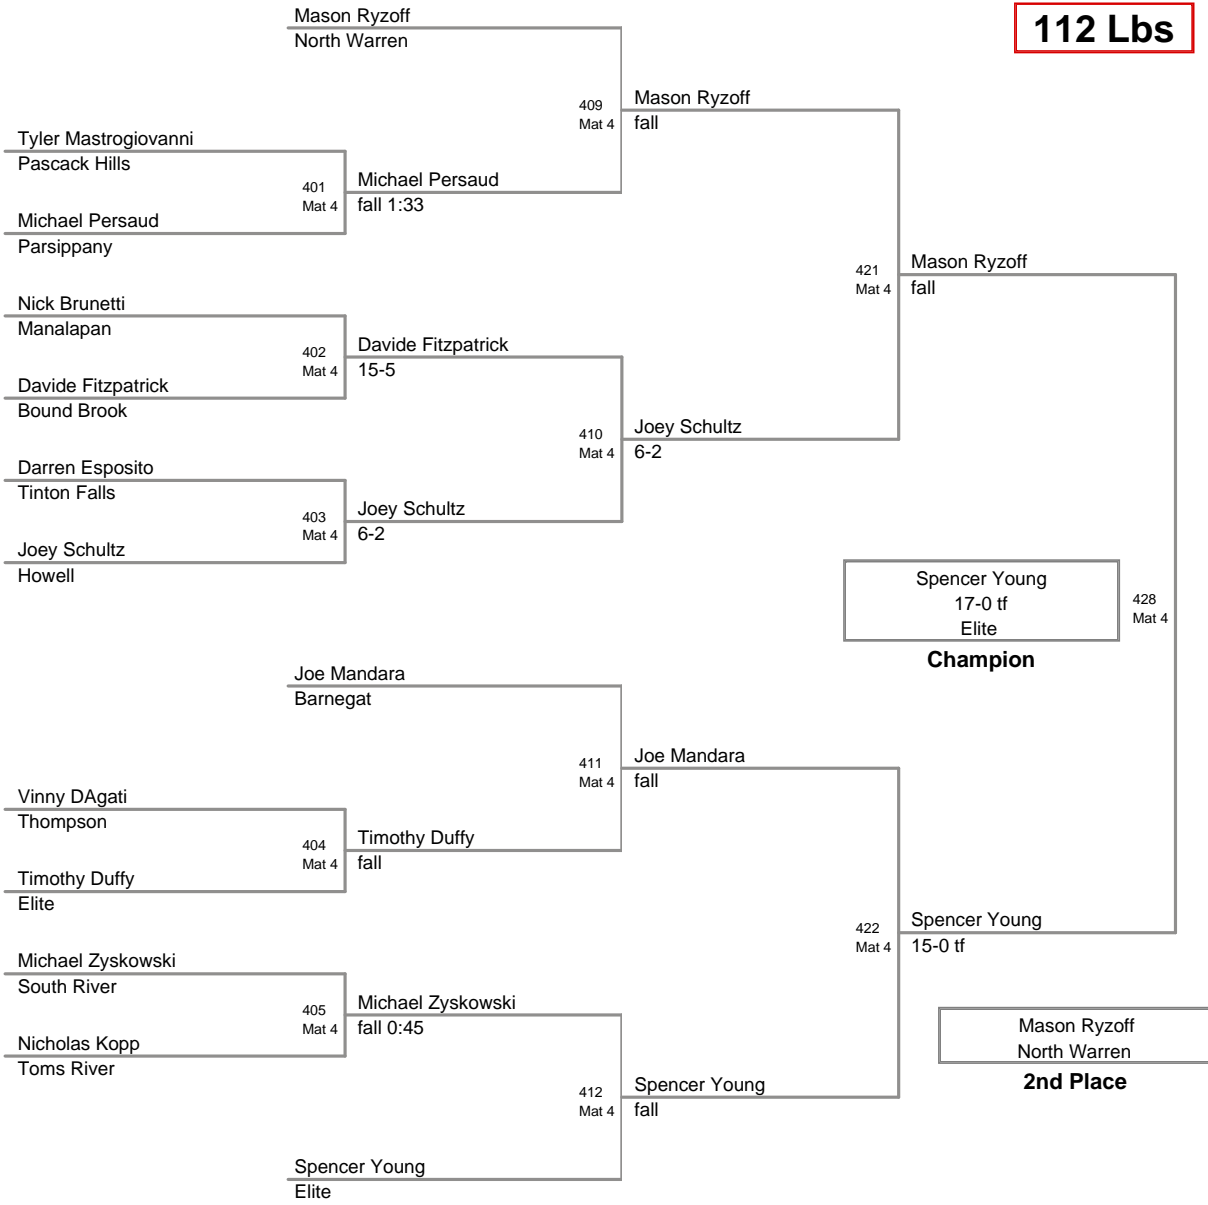 Mason Ryzoff
North Warren
112 Lbs
409
Mat 4
Mason Ryzoff
fall
Tyler Mastrogiovanni
Pascack Hills
401
Mat 4
Michael Persaud
fall 1:33
Michael Persaud
Parsippany
421
Mat 4
Mason Ryzoff
fall
Nick Brunetti
Manalapan
402
Mat 4
Davide Fitzpatrick
15-5
Davide Fitzpatrick
Bound Brook
410
Mat 4
Joey Schultz
6-2
Darren Esposito
Tinton Falls
403
Mat 4
Joey Schultz
6-2
Joey Schultz
Howell
Spencer Young
17-0 tf
Elite
Champion
428
Mat 4
Joe Mandara
Barnegat
411
Mat 4
Joe Mandara
fall
Vinny DAgati
Thompson
404
Mat 4
Timothy Duffy
fall
Timothy Duffy
Elite
422
Mat 4
Spencer Young
15-0 tf
Michael Zyskowski
South River
405
Mat 4
Michael Zyskowski
fall 0:45
Nicholas Kopp
Toms River
Mason Ryzoff
North Warren
2nd Place
412
Mat 4
Spencer Young
fall
Spencer Young
Elite